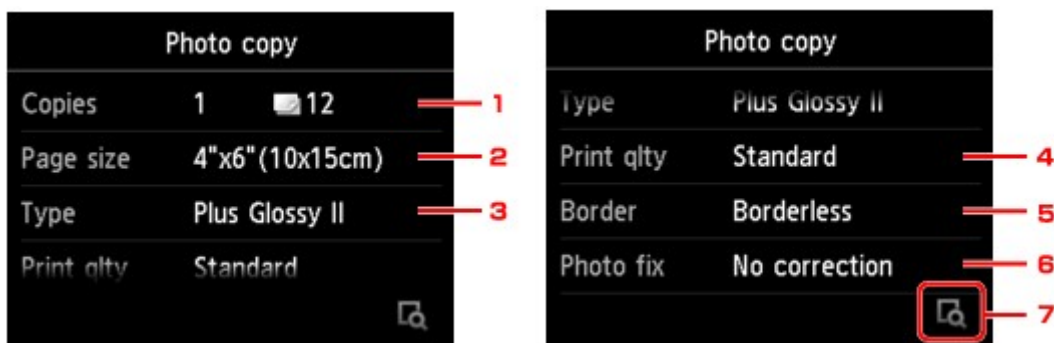 Photo copy
Copies 1 12 1
Page size 4"x6"(10x15cm) 2
Type Plus Glossy II 3
Print qlty Standard
Photo copy
Type Plus Glossy II
Print qlty Standard 4
Border Borderless 5
Photo fix No correction 6
7